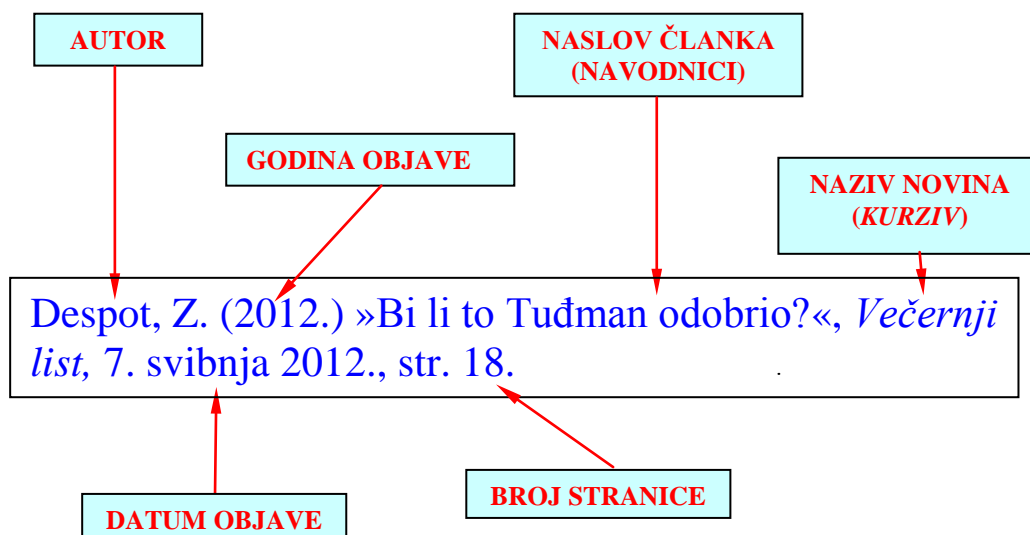 AUTOR
NASLOV ČLANKA
(NAVODNICI)
GODINA OBJAVE
NAZIV NOVINA
(KURZIV)
Despot, Z. (2012.) »Bi li to Tuđman odobrio?«, Večernji
list, 7. svibnja 2012., str. 18.
.
BROJ STRANICE
DATUM OBJAVE